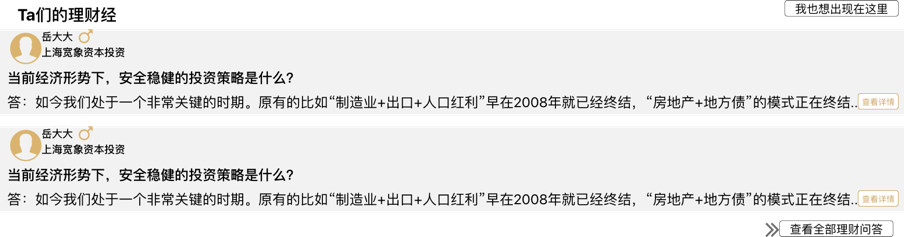 Ta们的理财经
我也想出现在这里
岳大大
上海宽象资本投资
当前经济形势下，安全稳健的投资策略是什么?
答：如今我们处于一个非常关键的时期。原有的比如“制造业+出口+人口红利”早在2008年就已经终结，“房地产+地方债”的模式正在终结..
查看详情
岳大大
上海宽象资本投资
当前经济形势下，安全稳健的投资策略是什么?
答：如今我们处于一个非常关键的时期。原有的比如“制造业+出口+人口红利”早在2008年就已经终结，“房地产+地方债”的模式正在终结..
查看详情
查看全部理财问答